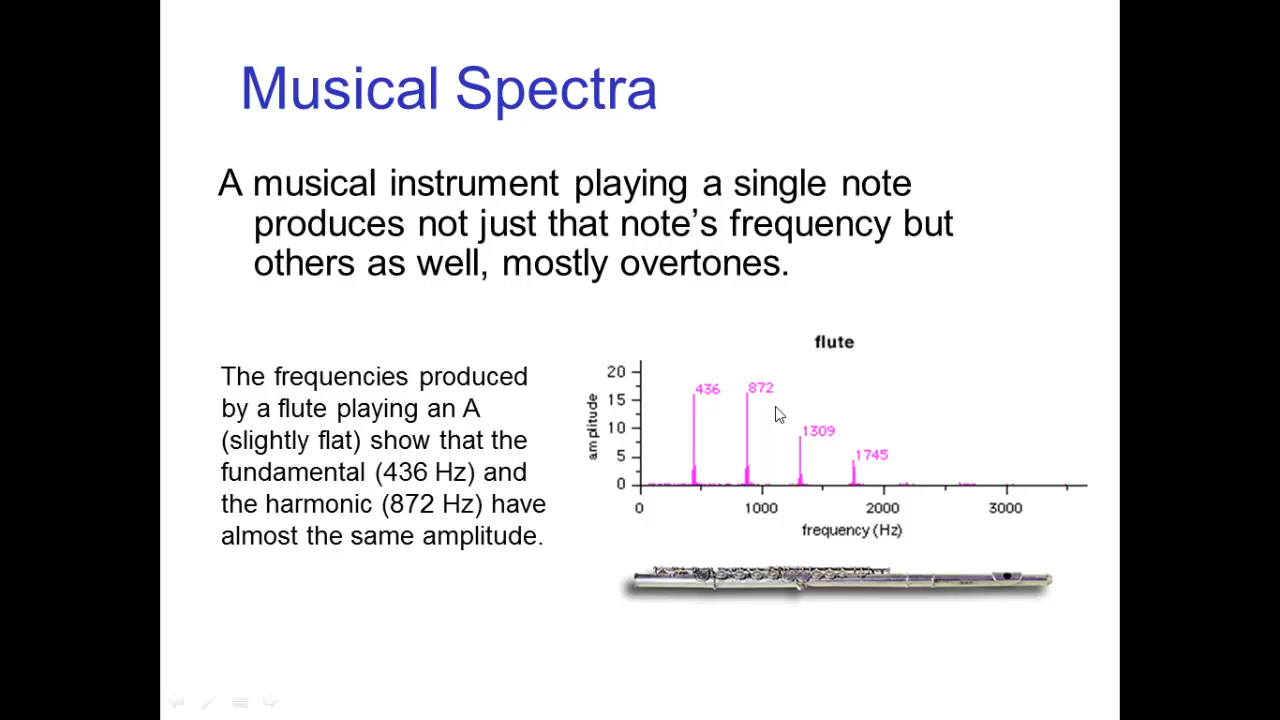 Musical Spectra
A musical instrument playing a single note
produces not just that note's frequency but
others as well, mostly overtones.
The frequencies produced
by a flute playing an A
(slightly flat) show that the
fundamental (436 Hz) and
the harmonic (872 Hz) have
almost the same amplitude.
flute
amplitude
20
15
10
5
0
436
872
1309
1745
0 1000 2000 3000
frequency (Hz)